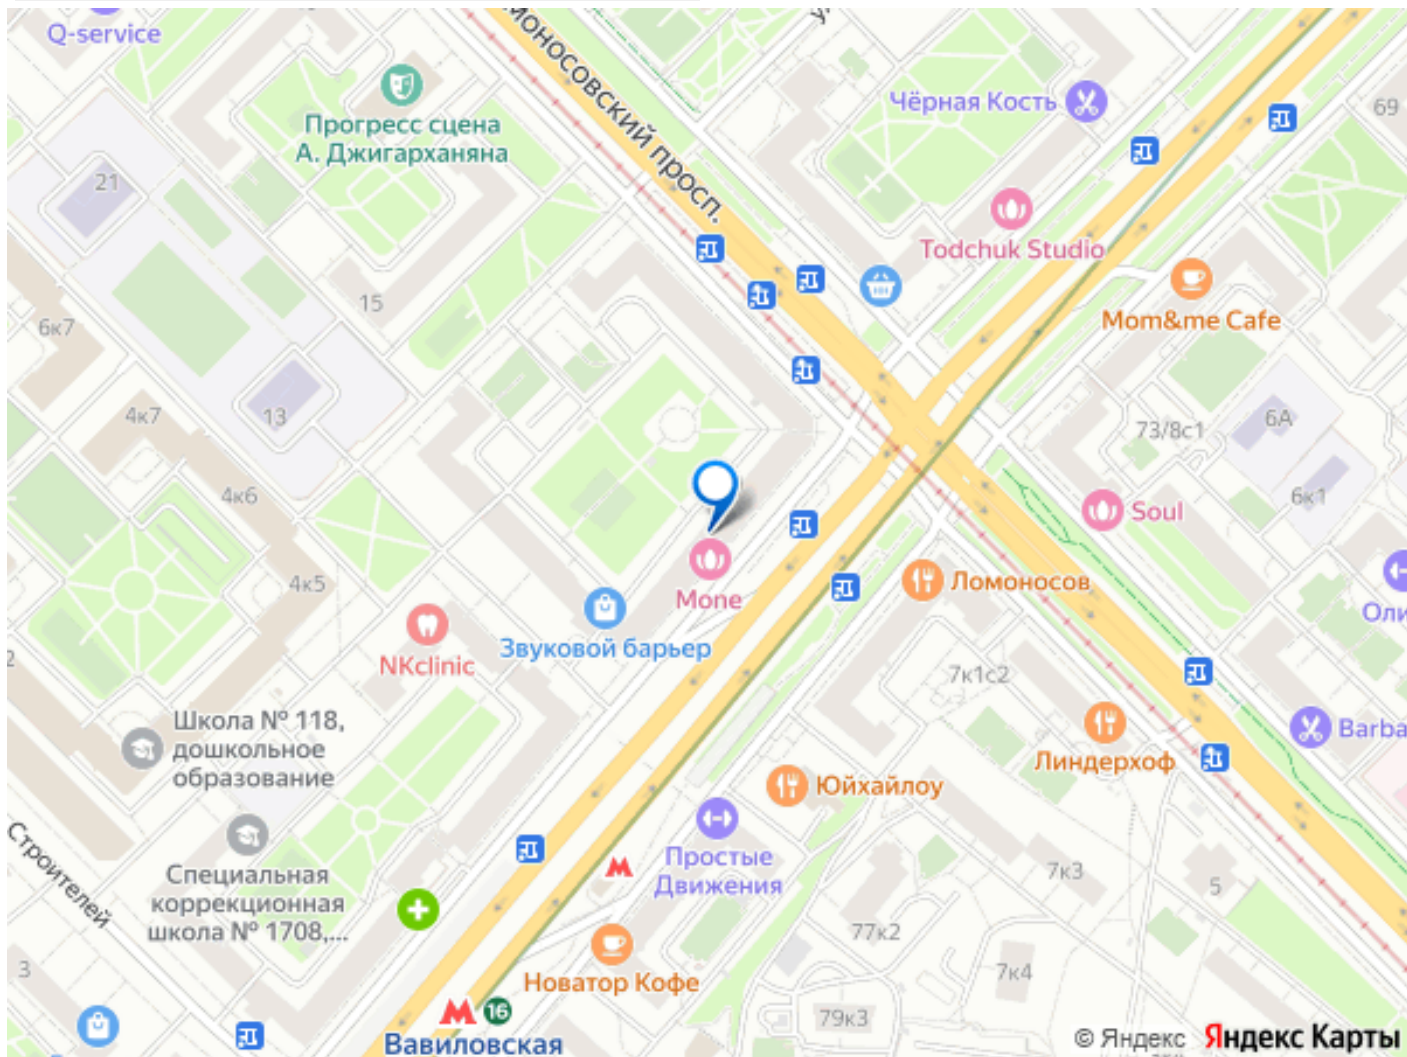 Q-service
Ломоносовский просп.
Прогресс сцена
А. Джигарханяна
Чёрная Кость
69
21
Todchuk Studio
15
6к7
Mom&me Cafe
4к7
13
73/8с1
6А
4к6
6к1
Soul
4к5
Mone
Ломоносов
Звуковой барьер
NKclinic
7к1с2
Школа № 118,
дошкольное
образование
Линдерхоф
Barba
Юйхайлоу
Строителей
Специальная
коррекционная
школа № 1708,...
Простые
Движения
7к3
5
77к2
3
Новатор Кофе
7к4
16
79к3
Вавиловская
© Яндекс Яндекс Карты